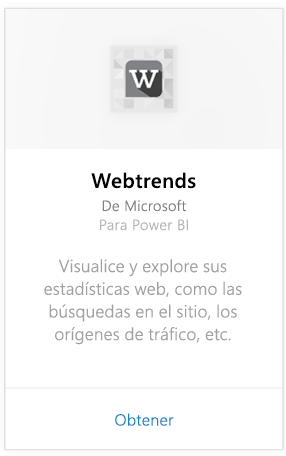 W
Webtrends
De Microsoft
Para Power BI
Visualice y explore sus
estadísticas web, como las
búsquedas en el sitio, los
orígenes de tráfico, etc.
Obtener